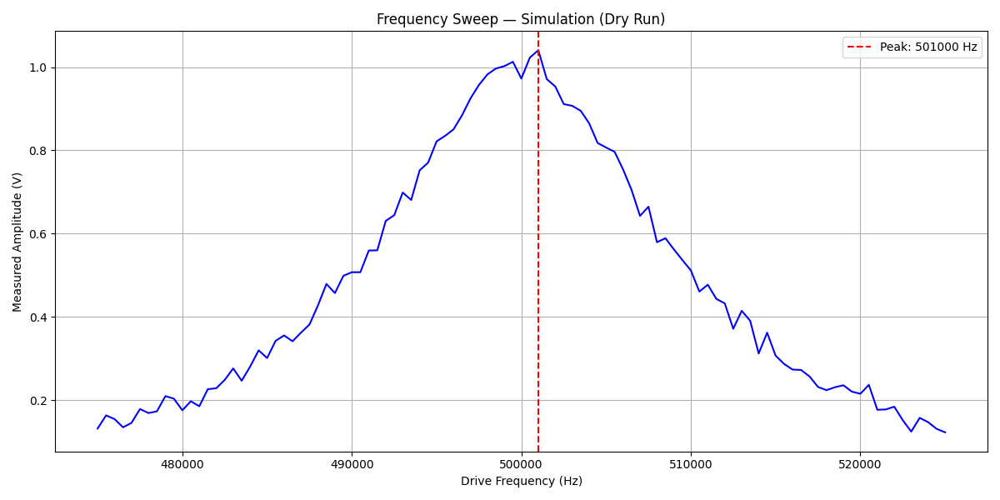 Frequency Sweep — Simulation (Dry Run)
Peak: 501000 Hz
Measured Amplitude (V)
1.0
0.8
0.6
0.4
0.2
480000 490000 500000 510000 520000
Drive Frequency (Hz)